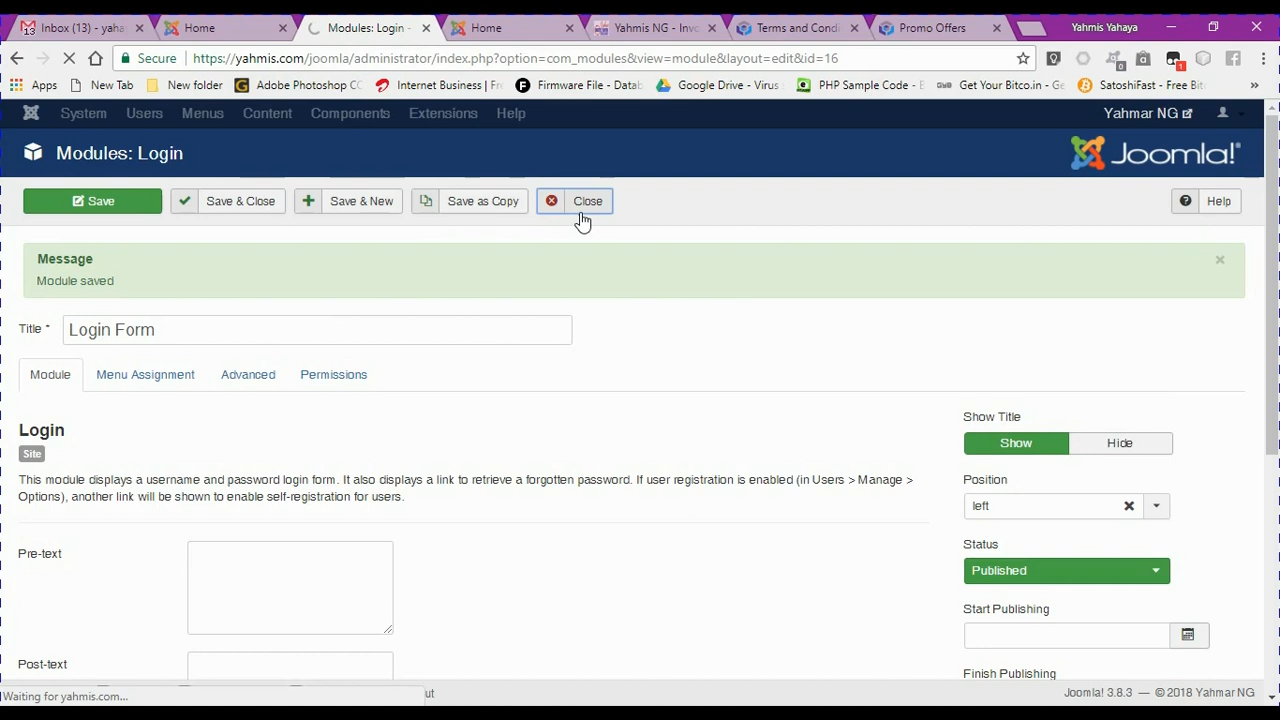 Inbox (13) - yaha
Home
Modules: Login -
Home
Yahmis NG - Invo
Terms and Condi
Promo Offers
Yahmis Yahaya
Secure
https://yahmis.com/joomla/administrator/index.php?option=com_modules&view=module&layout=edit&id=16
Apps
New Tab
New folder
Adobe Photoshop CC
Internet Business | Fr
Firmware File - Datab
Google Drive - Virus
PHP Sample Code - E
Get Your Bitco.in - Ge
SatoshiFast - Free Bit
System
Users
Menus
Content
Components
Extensions
Help
Yahmar NG
Modules: Login
Joomla!
Save
Save & Close
Save & New
Save as Copy
Close
Help
Message
Module saved
Title *
Login Form
Module
Menu Assignment
Advanced
Permissions
Login
Site
This module displays a username and password login form. It also displays a link to retrieve a forgotten password. If user registration is enabled (in Users > Manage >
Options), another link will be shown to enable self-registration for users.
Show Title
Show
Hide
Position
left
Status
Published
Start Publishing
Finish Publishing
Pre-text
Post-text
Waiting for yahmis.com...
out
Joomla! 3.8.3 — © 2018 Yahmar NG